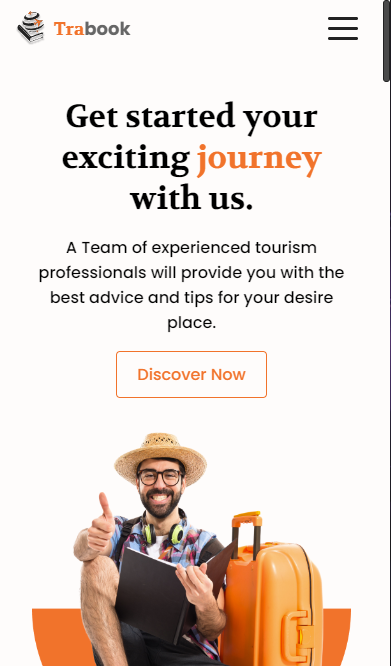 Trabook
Get started your
exciting journey
with us.
A Team of experienced tourism
professionals will provide you with the
best advice and tips for your desire
place.
Discover Now